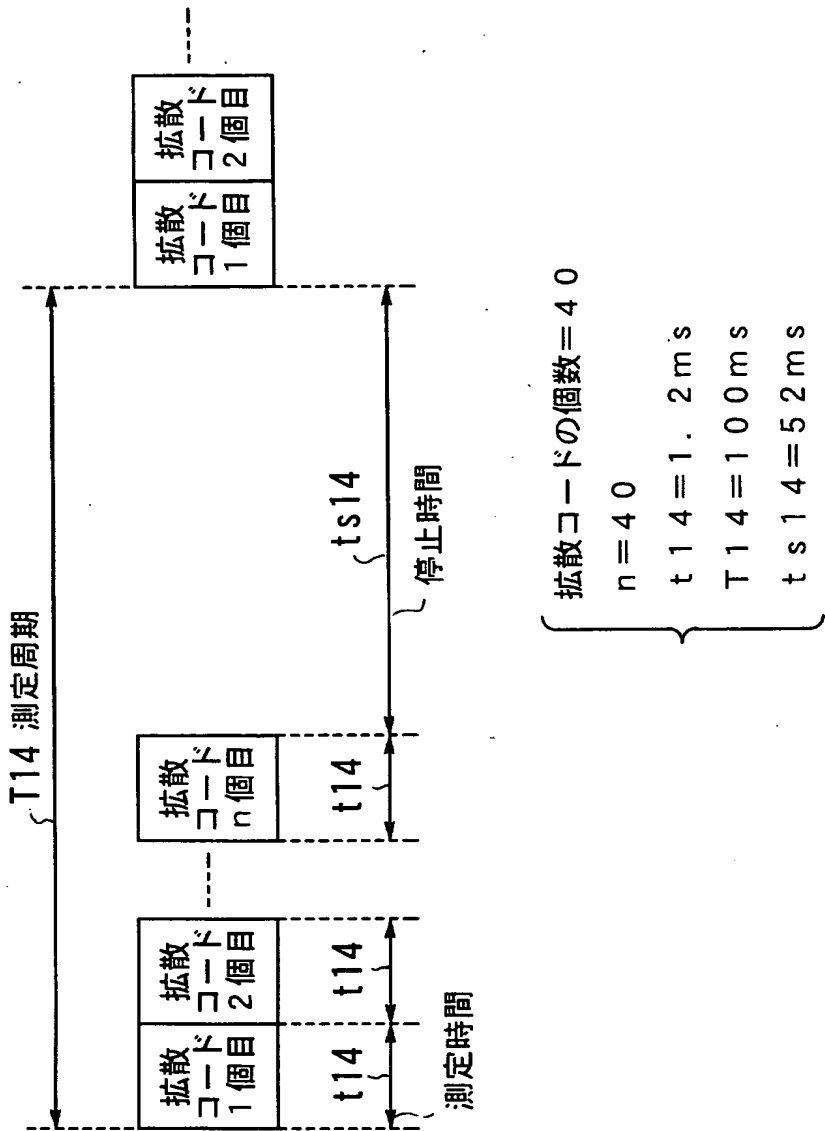 T14 測定周期
拡散
コード
1個目
拡散
コード
2個目
拡散
コード
n個目
拡散
コード
1個目
拡散
コード
2個目
t14
t14
t14
ts14
測定時間
停止時間
拡散コードの個数=40
n=40
t14=1.2ms
T14=100ms
ts14=52ms